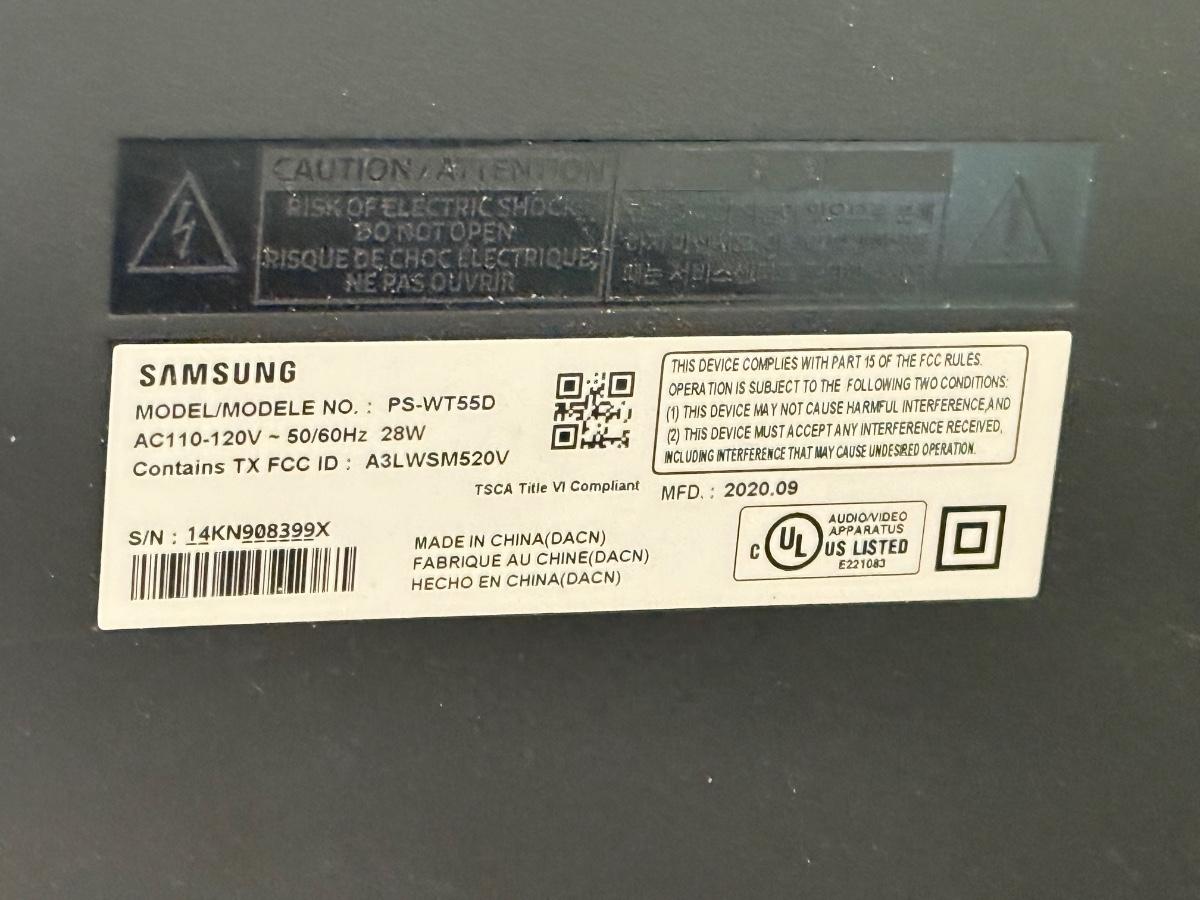 CAUTION / ATTENTION
RISK OF ELECTRIC SHOCK
DO NOT OPEN
RISQUE DE CHOC ELECTRIQUE,
NE PAS OUVRIR
SAMSUNG
MODEL/MODELE NO. : PS-WT55D
AC110-120V ~ 50/60Hz 28W
Contains TX FCC ID : A3LWSM520V
TSCA Title VI Compliant
S/N : 14KN908399X
MADE IN CHINA(DACN)
FABRIQUE AU CHINE(DACN)
HECHO EN CHINA(DACN)
THIS DEVICE COMPLIES WITH PART 15 OF THE FCC RULES.
OPERATION IS SUBJECT TO THE FOLLOWING TWO CONDITIONS:
(1) THIS DEVICE MAY NOT CAUSE HARMFUL INTERFERENCE,AND
(2) THIS DEVICE MUST ACCEPT ANY INTERFERENCE RECEIVED,
INCLUDING INTERFERENCE THAT MAY CAUSE UNDESIRED OPERATION.
MFD. : 2020.09
C UL US LISTED
AUDIO/VIDEO
APPARATUS
E221083